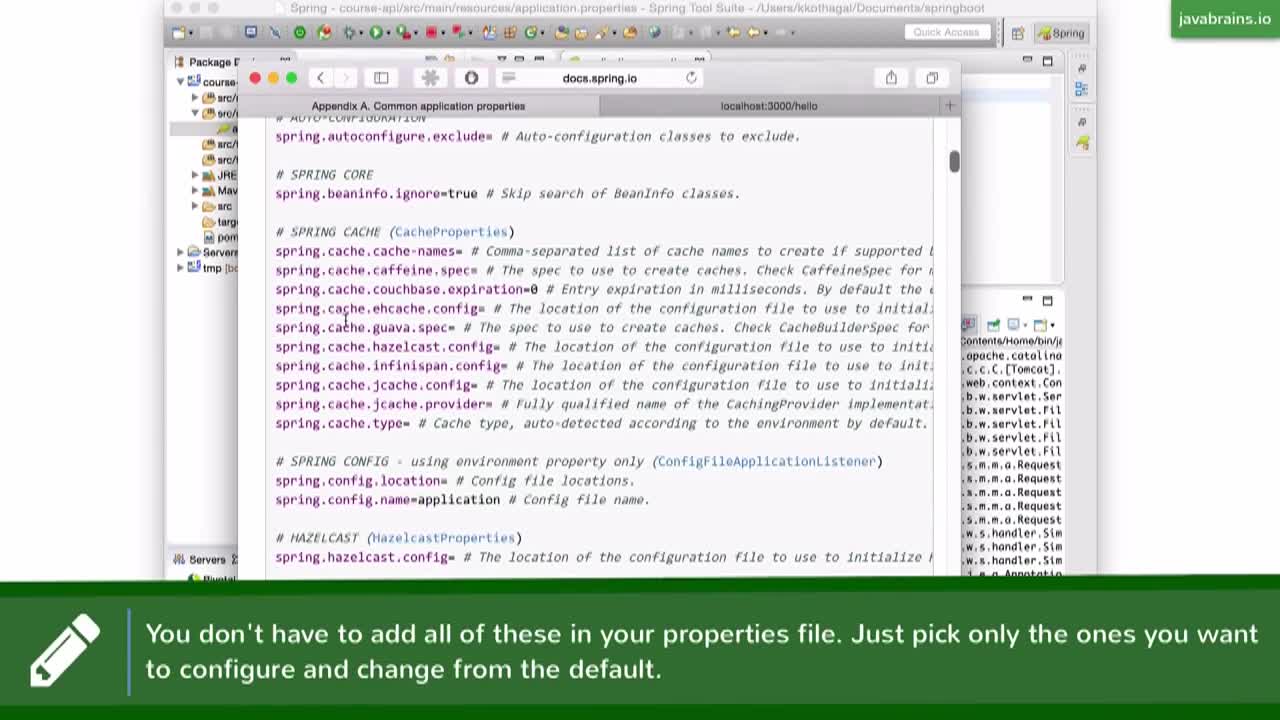 Spring - course-api/src/main/resources/application.properties - Spring Tool Suite - /Users/kkothagal/Documents/springboot
javabrains.io
Quick Access
Spring
Package
course-
src/
src/
src/
src/
JRE
Mav
src
targ
pom
Servers
tmp
docs.spring.io
Appendix A. Common application properties
localhost:3000/hello
# AUTO-CONFIGURATION
spring.autoconfigure.exclude= # Auto-configuration classes to exclude.
# SPRING CORE
spring.beaninfo.ignore=true # Skip search of BeanInfo classes.
# SPRING CACHE (CacheProperties)
spring.cache.cache-names= # Comma-separated list of cache names to create if supported
spring.cache.caffeine.spec= # The spec to use to create caches. Check CaffeineSpec for
spring.cache.couchbase.expiration=0 # Entry expiration in milliseconds. By default the
spring.cache.ehcache.config= # The location of the configuration file to use to initial
spring.cache.guava.spec= # The spec to use to create caches. Check CacheBuilderSpec for
spring.cache.hazelcast.config= # The location of the configuration file to use to initi
spring.cache.infinispan.config= # The location of the configuration file to use to init
spring.cache.jcache.config= # The location of the configuration file to use to initiali
spring.cache.jcache.provider= # Fully qualified name of the CachingProvider implementat
spring.cache.type= # Cache type, auto-detected according to the environment by default.
# SPRING CONFIG - using environment property only (ConfigFileApplicationListener)
spring.config.location= # Config file locations.
spring.config.name=application # Config file name.
# HAZELCAST (HazelcastProperties)
spring.hazelcast.config= # The location of the configuration file to use to initialize
Contents/Home/bin/j
.apache.catalina
.c.c.C.[Tomcat].
.web.context.Con
.b.w.servlet.Ser
.b.w.servlet.Fil
.b.w.servlet.Fil
.b.w.servlet.Fil
.b.w.servlet.Fil
.s.m.m.a.Request
.s.m.m.a.Request
.s.m.m.a.Request
.s.m.m.a.Request
.s.m.m.a.Request
.w.s.handler.Sim
.w.s.handler.Sim
.w.s.handler.Sim
Servers
You don't have to add all of these in your properties file. Just pick only the ones you want
to configure and change from the default.